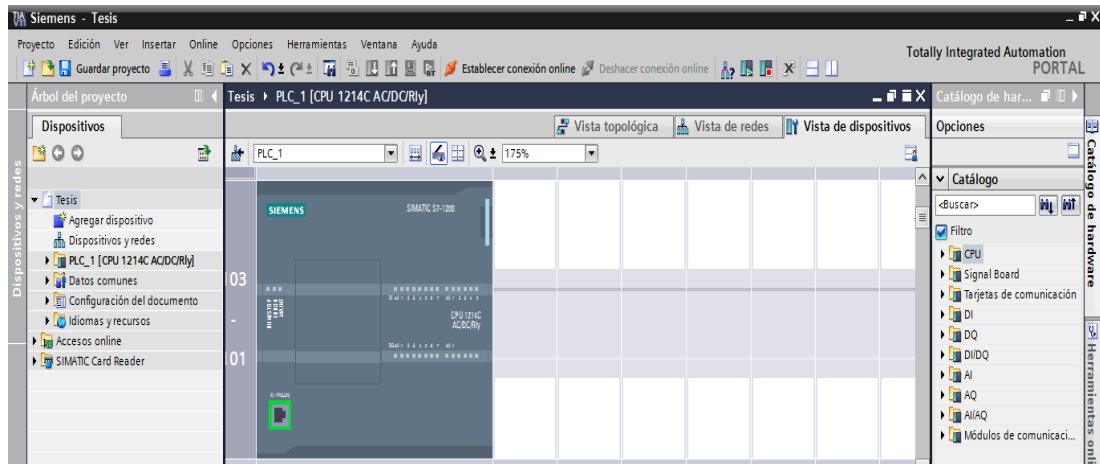 Siemens - Tesis
Proyecto Edición Ver Insertar Online Opciones Herramientas Ventana Ayuda
Totally Integrated Automation
PORTAL
Guardar proyecto
Establecer conexión online
Deshacer conexión online
Árbol del proyecto
Tesis PLC_1 [CPU 1214C AC/DC/Rly]
Catálogo de har...
Dispositivos
Vista topológica
Vista de redes
Vista de dispositivos
Opciones
PLC_1
175%
Dispositivos y redes
Tesis
Agregar dispositivo
Dispositivos y redes
PLC_1 [CPU 1214C AC/DC/Rly]
Datos comunes
Configuración del documento
Idiomas y recursos
Accesos online
SIMATIC Card Reader
SIEMENS
SIMATIC S7-1200
103
-
101
CPU 1214C
AC/DC/Rly
Catálogo
<Buscar>
Filtro
CPU
Signal Board
Tarjetas de comunicación
DI
DQ
DI/DQ
AI
AQ
AI/AQ
Módulos de comunicaci...
Catálogo de hardware
Herramientas onli